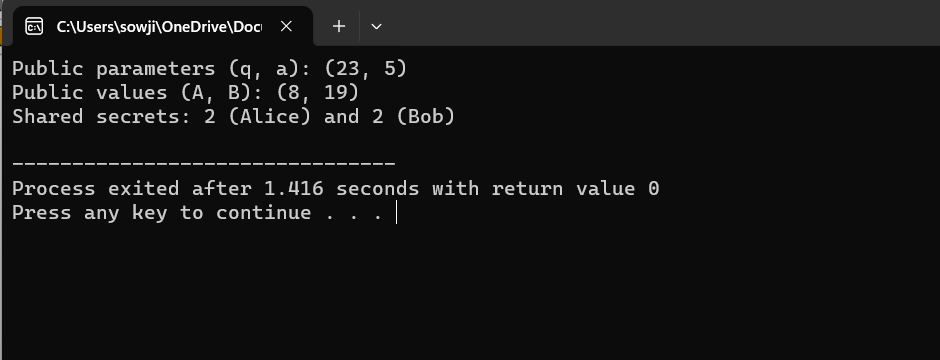 C:\Users\sowji\OneDrive\Doc
Public parameters (q, a): (23, 5)
Public values (A, B): (8, 19)
Shared secrets: 2 (Alice) and 2 (Bob)
--------------------------------
Process exited after 1.416 seconds with return value 0
Press any key to continue . . .